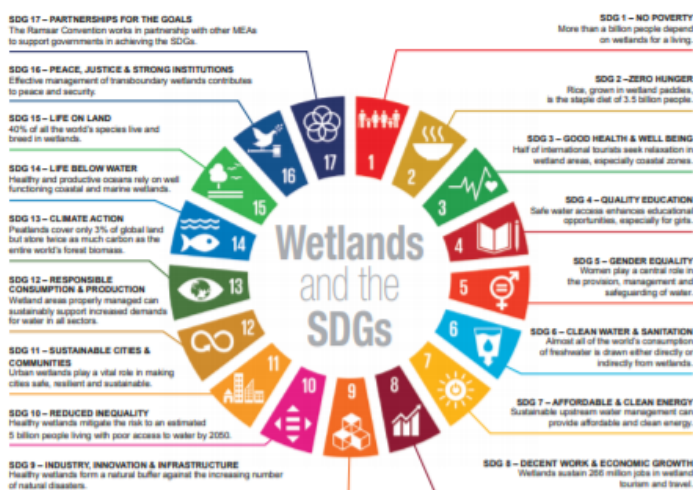 SDG 17 – PARTNERSHIPS FOR THE GOALS
The Ramsar Convention works in partnership with other MEAs
to support governments in achieving the SDGs.
SDG 16 – PEACE, JUSTICE & STRONG INSTITUTIONS
Effective management of transboundary wetlands contributes
to peace and security.
SDG 15 – LIFE ON LAND
40% of all the world's species live and
breed in wetlands.
SDG 14 – LIFE BELOW WATER
Healthy and productive oceans rely on well
functioning coastal and marine wetlands.
SDG 13 – CLIMATE ACTION
Peatlands cover only 3% of global land
but store twice as much carbon as the
entire world's forest biomass.
SDG 12 – RESPONSIBLE
CONSUMPTION & PRODUCTION
Wetland areas properly managed can
sustainably support increased demands
for water in all sectors.
SDG 11 – SUSTAINABLE CITIES &
COMMUNITIES
Urban wetlands play a vital role in making
cities safe, resilient and sustainable.
SDG 10 – REDUCED INEQUALITY
Healthy wetlands mitigate the risk to an estimated
5 billion people living with poor access to water by 2050.
SDG 9 – INDUSTRY, INNOVATION & INFRASTRUCTURE
Healthy wetlands form a natural buffer against the increasing number
of natural disasters.
Wetlands
and the
SDGs
1
2
3
4
5
6
7
8
9
10
11
12
13
14
15
16
17
SDG 1 – NO POVERTY
More than a billion people depend
on wetlands for a living.
SDG 2 –ZERO HUNGER
Rice, grown in wetland paddies,
is the staple diet of 3.5 billion people.
SDG 3 – GOOD HEALTH & WELL BEING
Half of international tourists seek relaxation in
wetland areas, especially coastal zones.
SDG 4 – QUALITY EDUCATION
Safe water access enhances educational
opportunities, especially for girls.
SDG 5 – GENDER EQUALITY
Women play a central role in
the provision, management and
safeguarding of water.
SDG 6 – CLEAN WATER & SANITATION
Almost all of the world's consumption
of freshwater is drawn either directly or
indirectly from wetlands.
SDG 7 – AFFORDABLE & CLEAN ENERGY
Sustainable upstream water management can
provide affordable and clean energy.
SDG 8 – DECENT WORK & ECONOMIC GROWTH
Wetlands sustain 266 million jobs in wetland
tourism and travel.